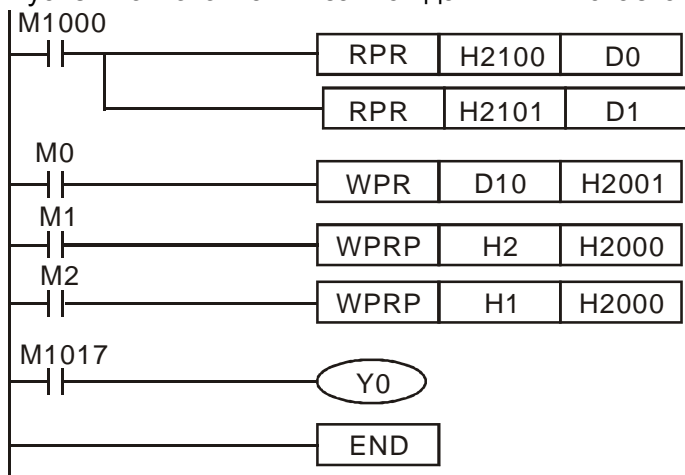 M1000
RPR H2100 D0
RPR H2101 D1
M0
WPR D10 H2001
M1
WPRP H2 H2000
M2
WPRP H1 H2000
M1017
Y0
END